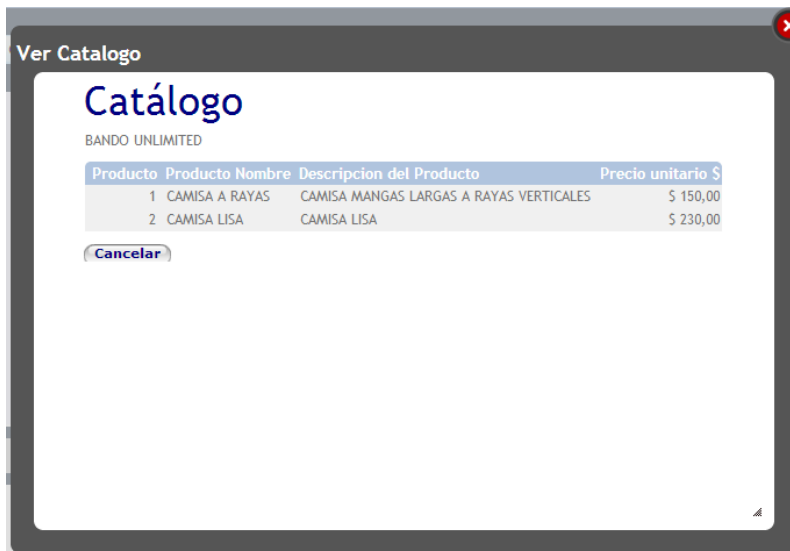 Ver Catalogo
Catálogo
BANDO UNLIMITED
Producto Producto Nombre Descripcion del Producto Precio unitario $
1 CAMISA A RAYAS CAMISA MANGAS LARGAS A RAYAS VERTICALES $ 150,00
2 CAMISA LISA CAMISA LISA $ 230,00
Cancelar